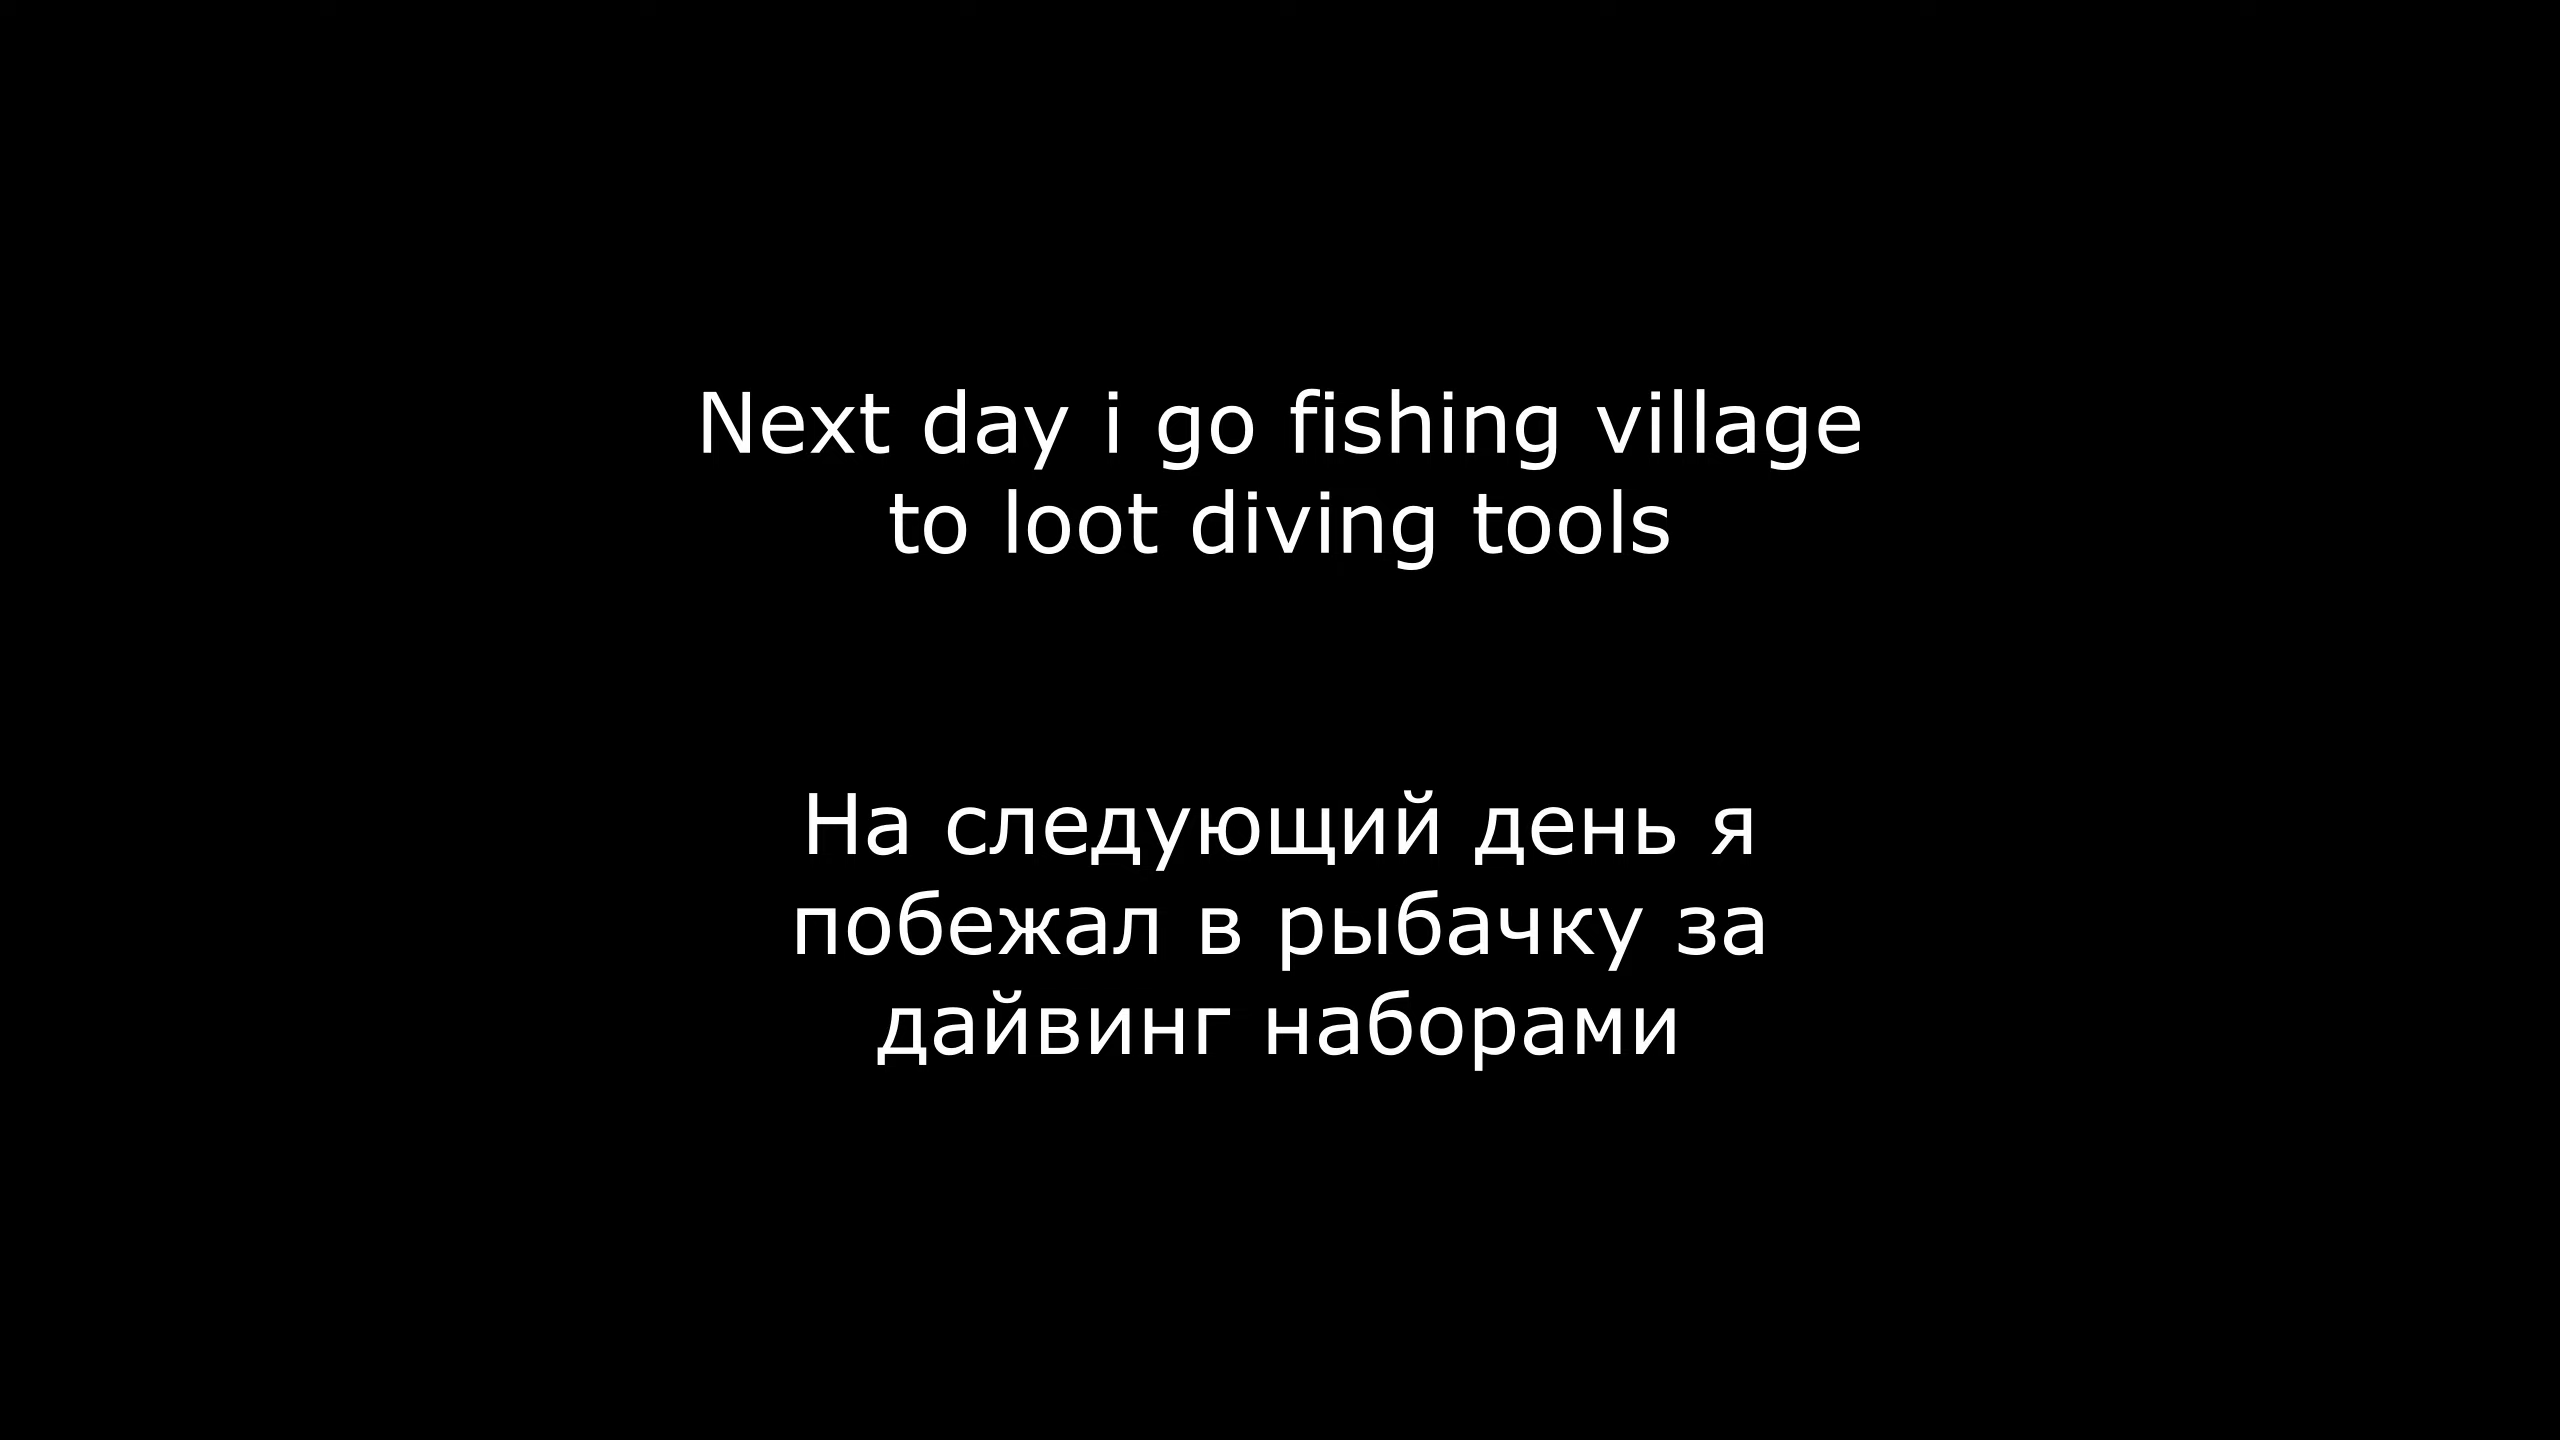 Next day i go fishing village
to loot diving tools
На следующий день я
побежал в рыбачку за
дайвинг наборами